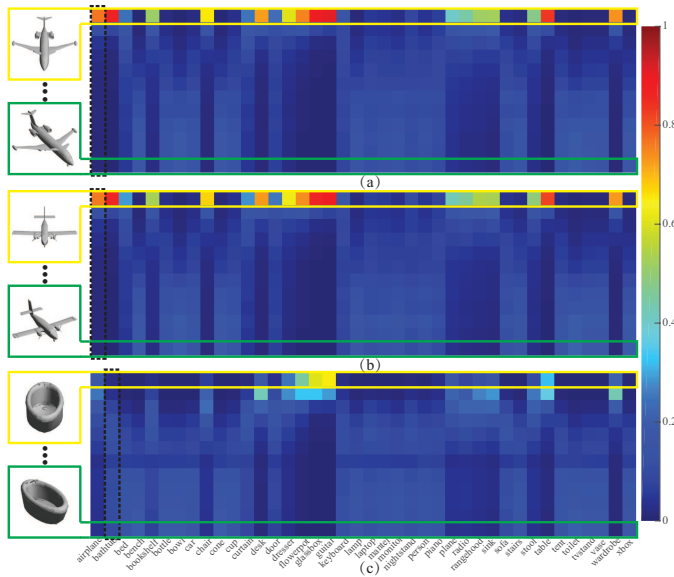 1
0.8
(a)
0.6
0.4
(b)
0.2
0
airplane
bathtub
bed
bench
bookshelf
bottle
bowl
car
chair
cone
cup
curtain
desk
door
dresser
flowerpot
glassbox
guitar
keyboard
lamp
laptop
mantel
monitor
nightstand
person
piano
plane
radio
rangehood
sink
sofa
stairs
stool
table
tent
toilet
tvstand
vase
wardrobe
xbox
(c)